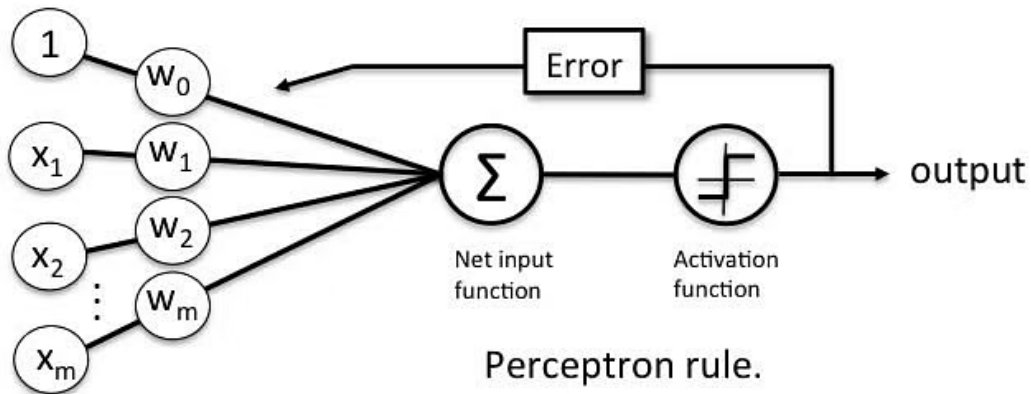 1
w₀
Error
x₁
w₁
Σ
output
x₂
w₂
Net input
function
Activation
function
⋮
wₘ
xₘ
Perceptron rule.